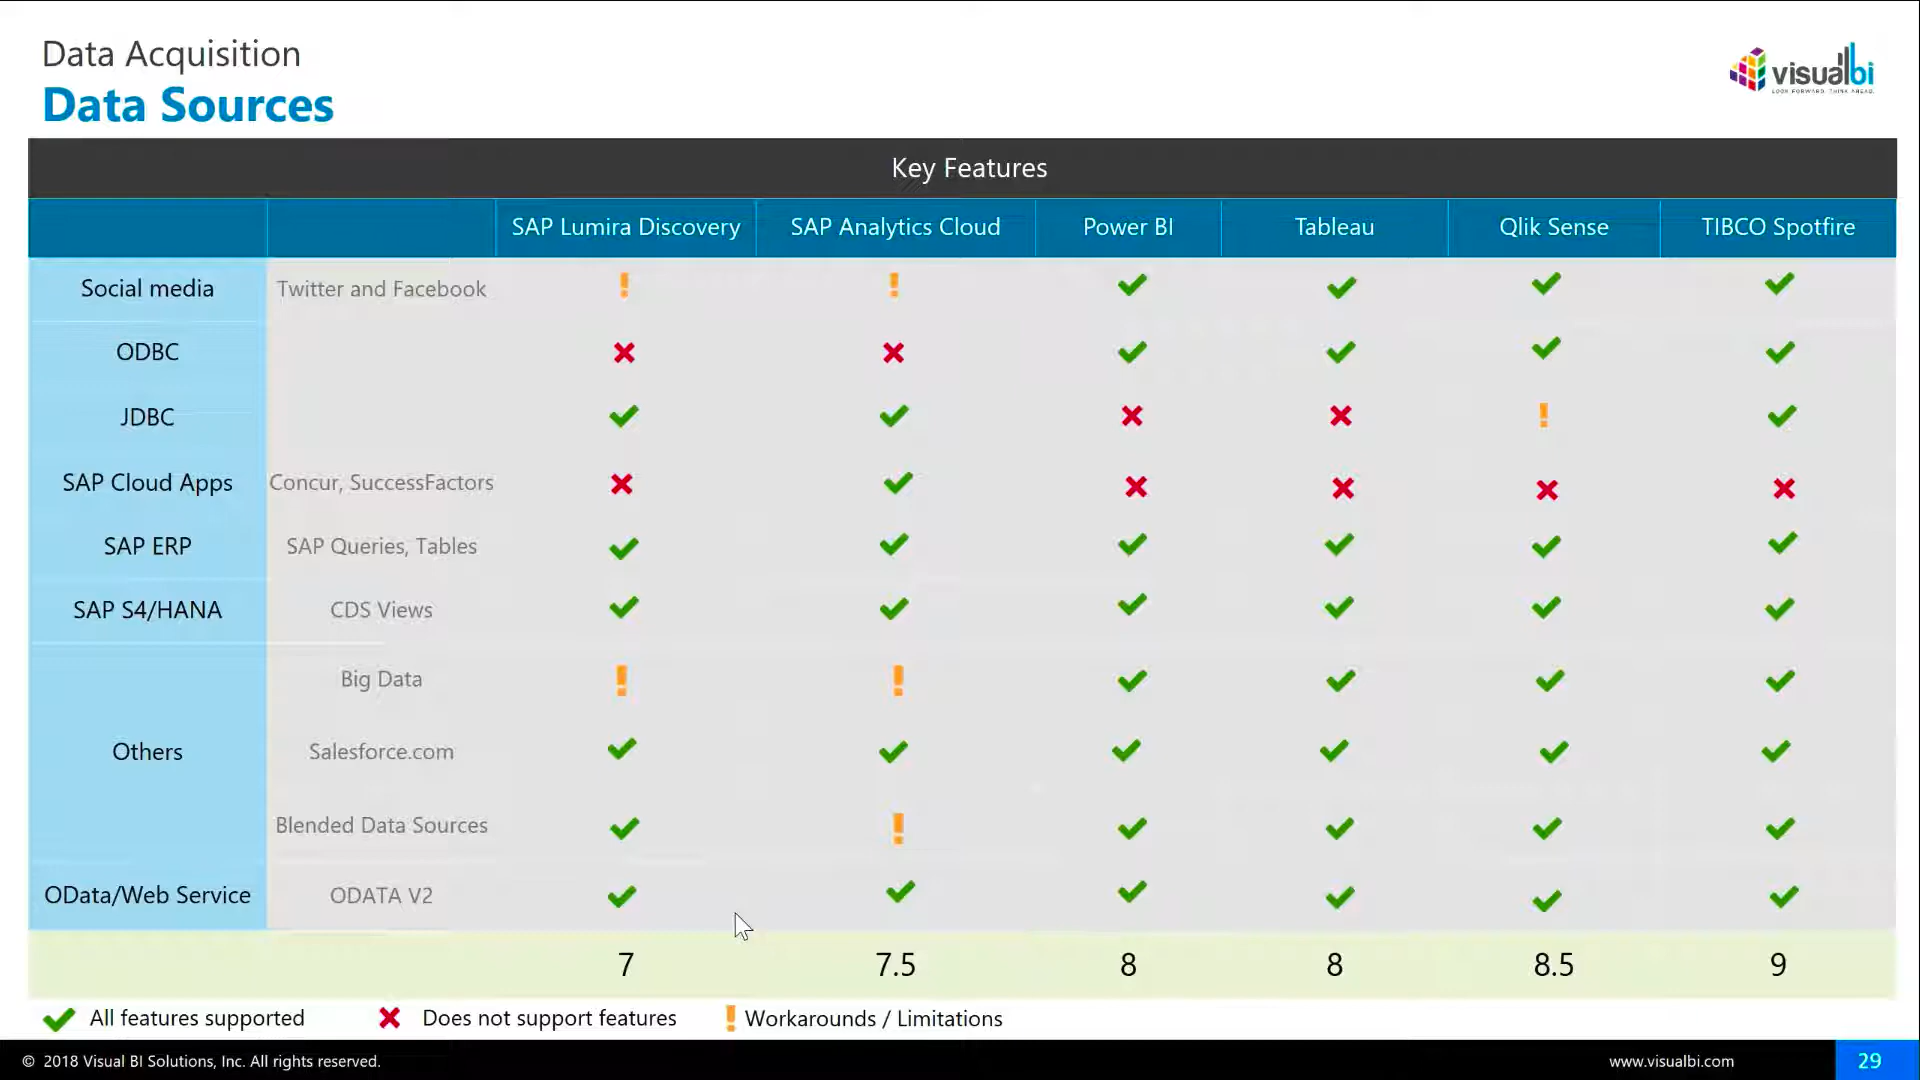 Data Acquisition
Data Sources
visualbi
LOOK FORWARD. THINK AHEAD.
Key Features
SAP Lumira Discovery SAP Analytics Cloud Power BI Tableau Qlik Sense TIBCO Spotfire
Social media Twitter and Facebook
ODBC
JDBC
SAP Cloud Apps Concur, SuccessFactors
SAP ERP SAP Queries, Tables
SAP S4/HANA CDS Views
Big Data
Others Salesforce.com
Blended Data Sources
OData/Web Service ODATA V2
7 7.5 8 8 8.5 9
All features supported Does not support features Workarounds / Limitations
© 2018 Visual BI Solutions, Inc. All rights reserved. www.visualbi.com 29